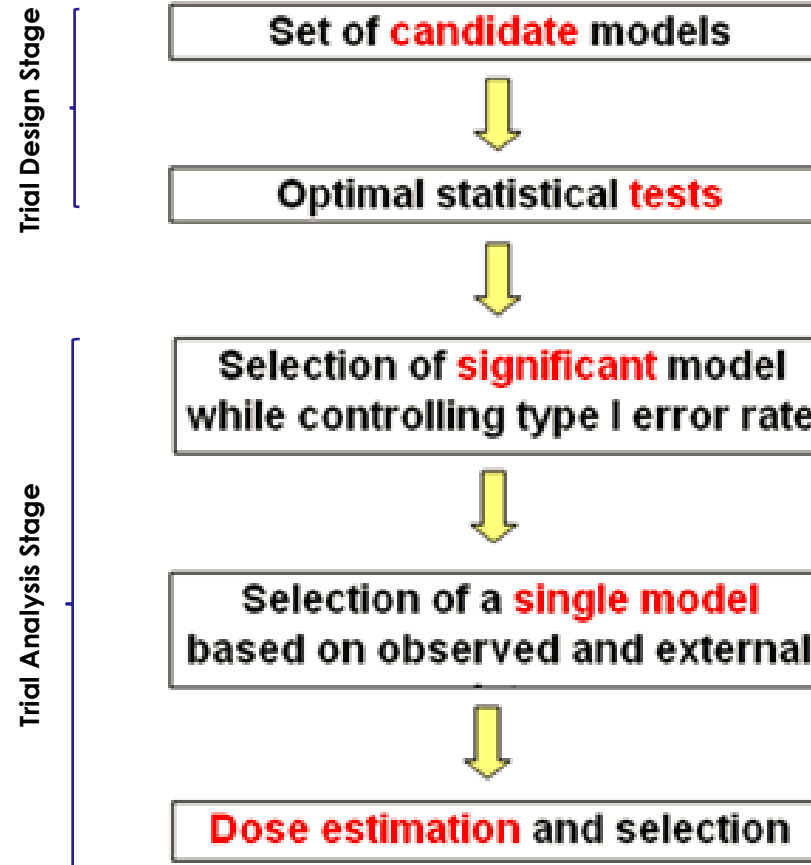 Trial Design Stage
Set of candidate models
Optimal statistical tests
Trial Analysis Stage
Selection of significant model
while controlling type I error rate
Selection of a single model
based on observed and external
Dose estimation and selection